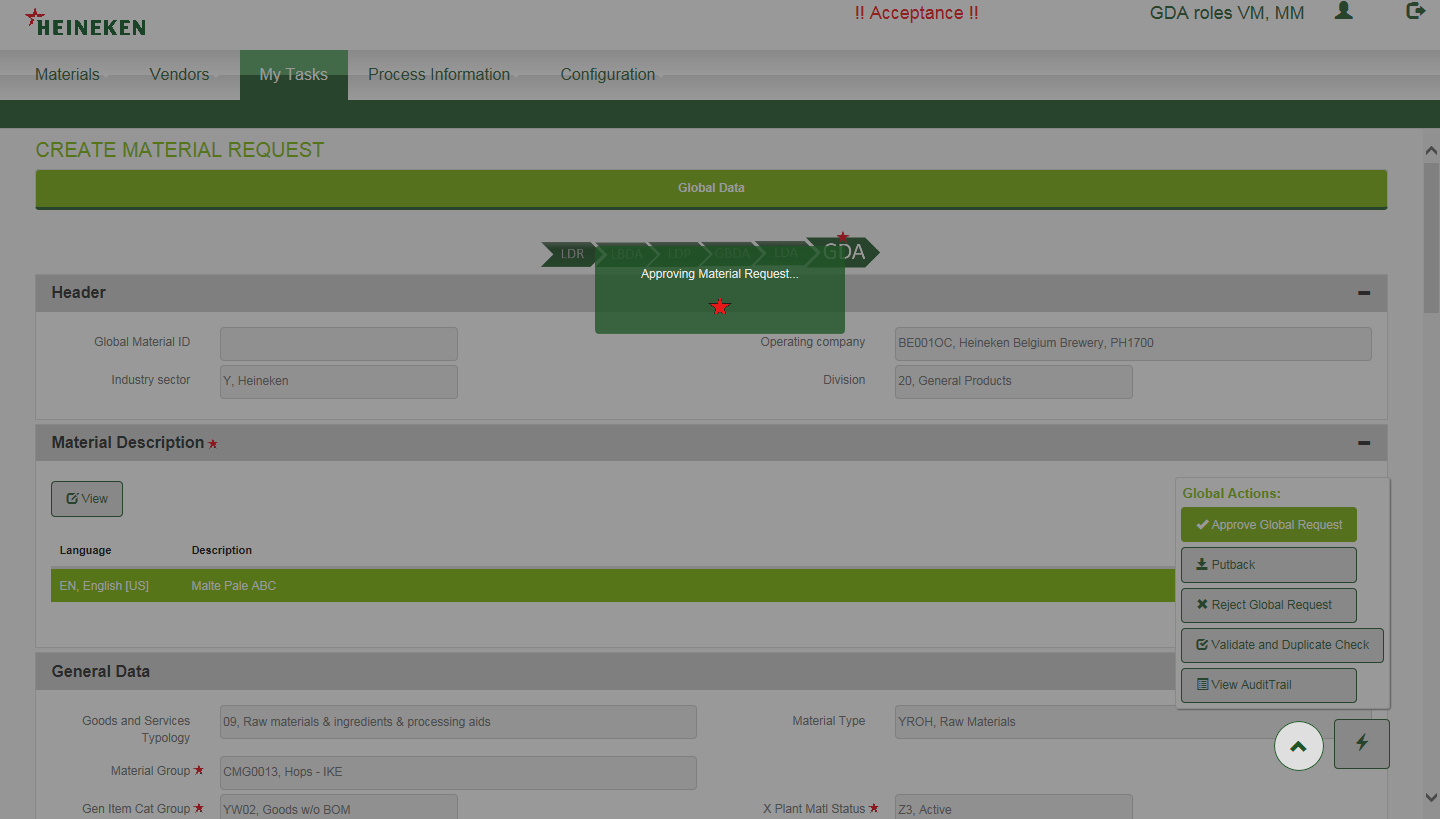 HEINEKEN
!! Acceptance !!
GDA roles VM, MM
Materials
Vendors
My Tasks
Process Information
Configuration
CREATE MATERIAL REQUEST
Global Data
LDR
LBDA
LDP
GBDA
LDA
GDA
Approving Material Request...
Header
Global Material ID
Operating company
BE001OC, Heineken Belgium Brewery, PH1700
Industry sector
Y, Heineken
Division
20, General Products
Material Description
View
Language
Description
EN, English [US]
Malte Pale ABC
Global Actions:
Approve Global Request
Putback
Reject Global Request
Validate and Duplicate Check
View AuditTrail
General Data
Goods and Services
Typology
09, Raw materials & ingredients & processing aids
Material Type
YROH, Raw Materials
Material Group
CMG0013, Hops - IKE
Gen Item Cat Group
YW02, Goods w/o BOM
X Plant Matl Status
Z3, Active